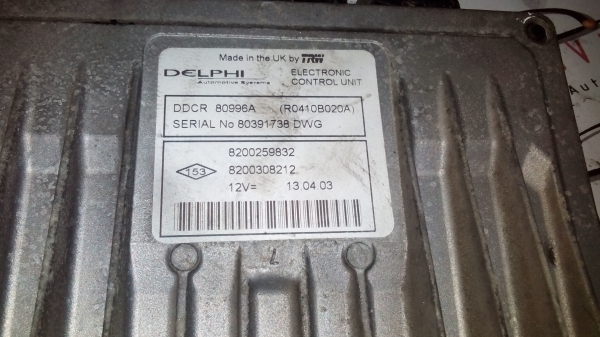 Made in the UK by TRW
DELPHI
Automotive Systems
ELECTRONIC
CONTROL UNIT
DDCR 80996A (R0410B020A)
SERIAL No 80391738 DWG
8200259832
153
8200308212
12V= 13.04.03